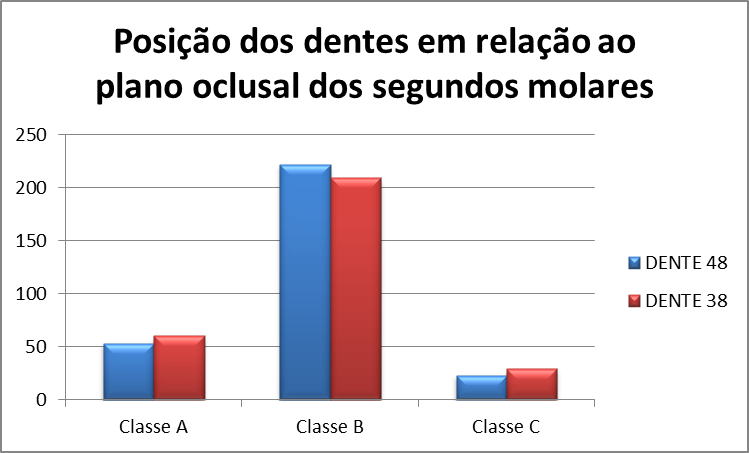 Posição dos dentes em relação ao
plano oclusal dos segundos molares
250
200
150
100
50
0
Classe A
Classe B
Classe C
DENTE 48
DENTE 38